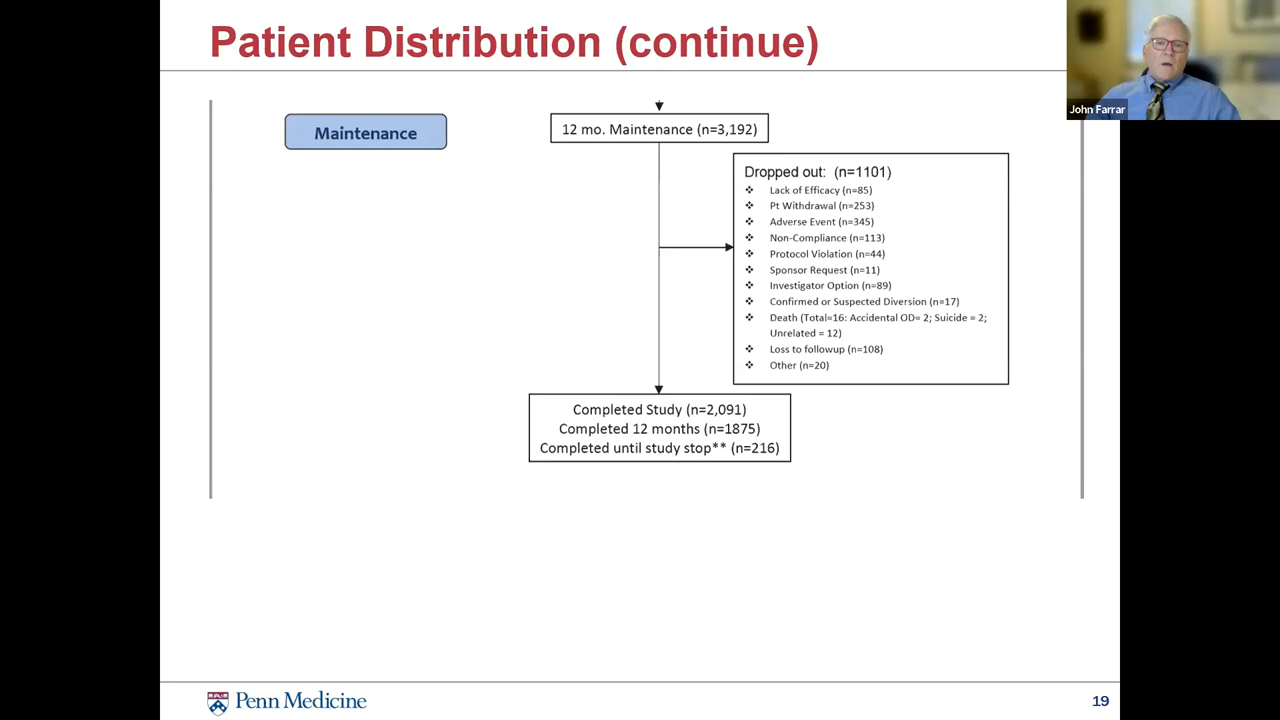 Patient Distribution (continue)
John Farrar
Maintenance
12 mo. Maintenance (n=3,192)
Dropped out: (n=1101)
❖ Lack of Efficacy (n=85)
❖ Pt Withdrawal (n=253)
❖ Adverse Event (n=345)
❖ Non-Compliance (n=113)
❖ Protocol Violation (n=44)
❖ Sponsor Request (n=11)
❖ Investigator Option (n=89)
❖ Confirmed or Suspected Diversion (n=17)
❖ Death (Total=16: Accidental OD= 2; Suicide = 2;
Unrelated = 12)
❖ Loss to followup (n=108)
❖ Other (n=20)
Completed Study (n=2,091)
Completed 12 months (n=1875)
Completed until study stop** (n=216)
Penn Medicine
19